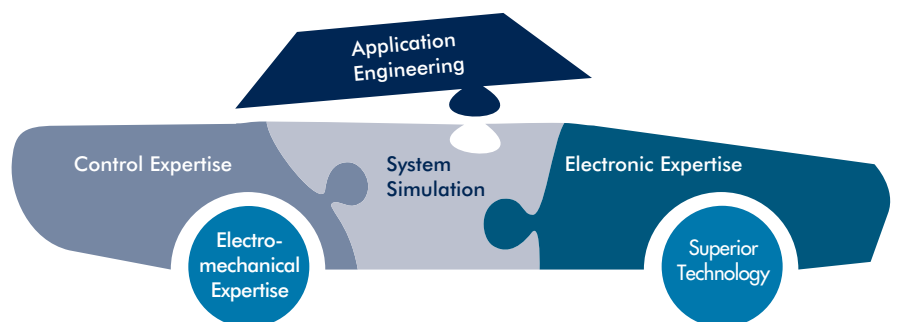 Application
Engineering
Control Expertise
System
Simulation
Electronic Expertise
Electro-
mechanical
Expertise
Superior
Technology